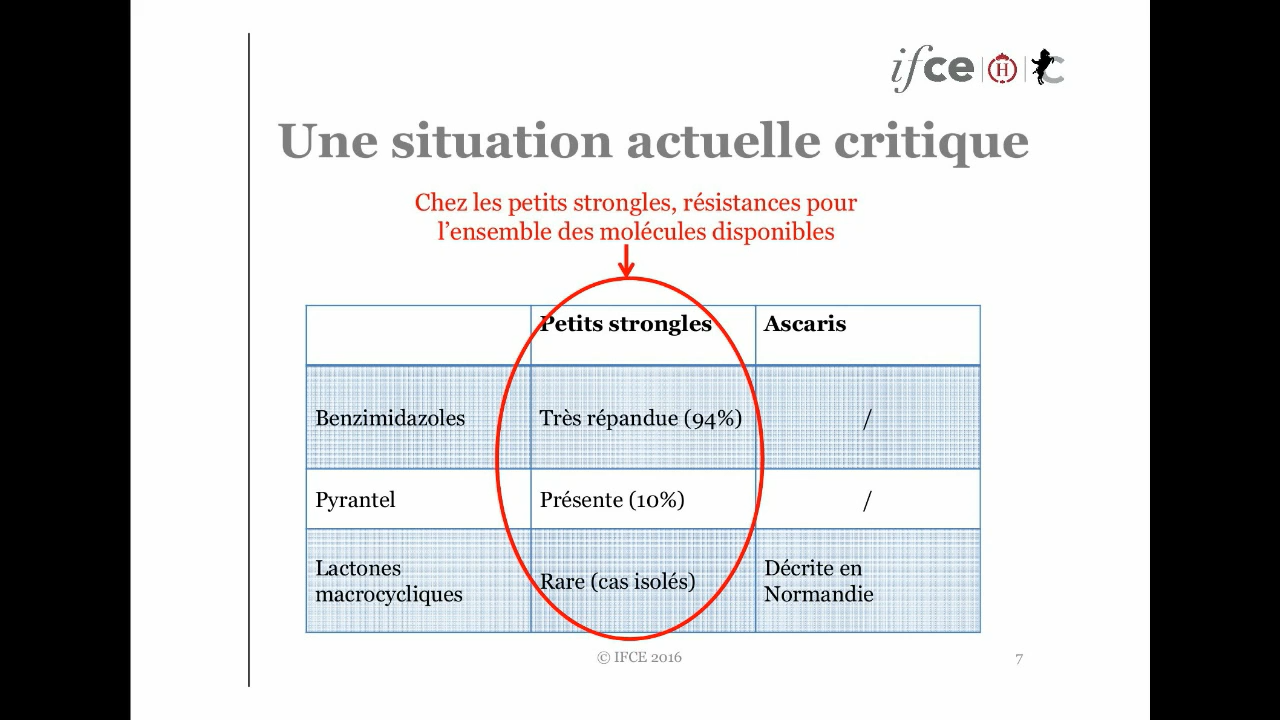 ifce
H
C
Une situation actuelle critique
Chez les petits strongles, résistances pour
l'ensemble des molécules disponibles
Petits strongles Ascaris
Benzimidazoles Très répandue (94%) /
Pyrantel Présente (10%) /
Lactones
macrocycliques Rare (cas isolés) Décrite en
Normandie
© IFCE 2016 7